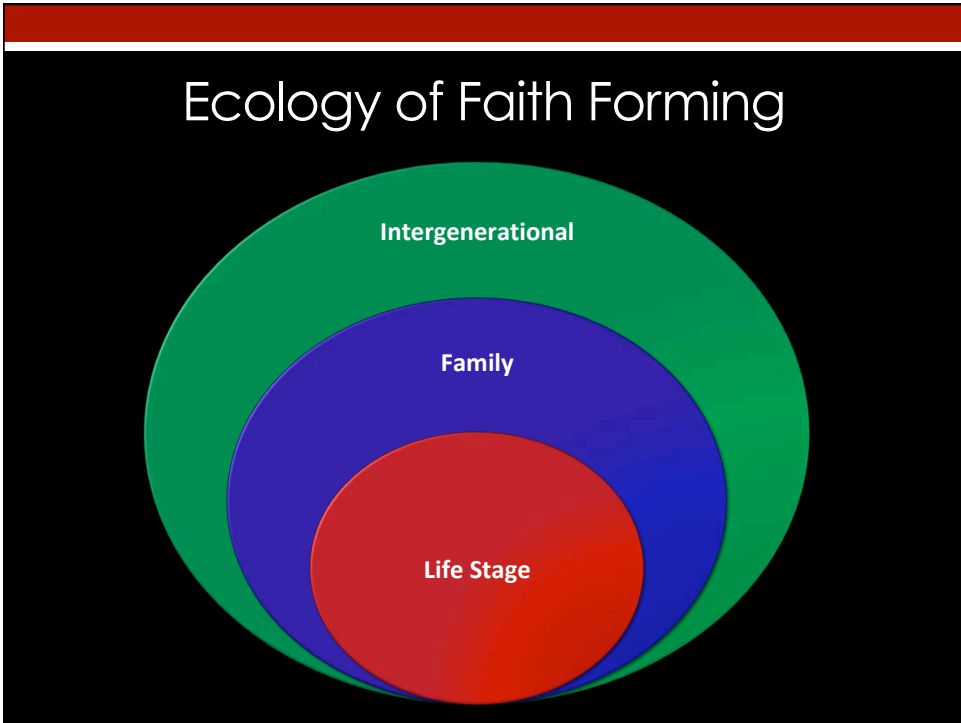 Ecology of Faith Forming
Intergenerational
Family
Life Stage